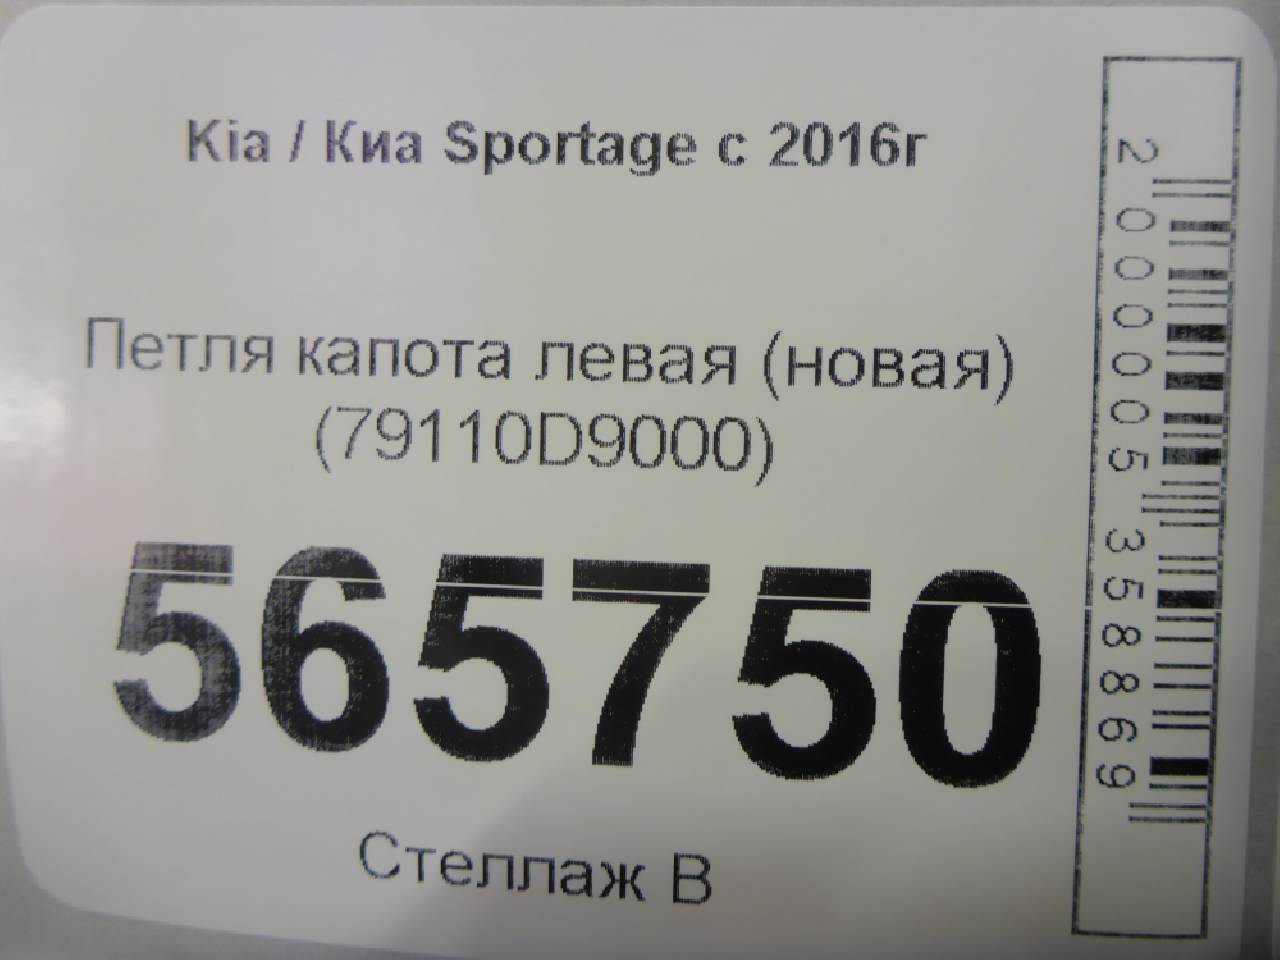 Kia / Киа Sportage с 2016г
Петля капота левая (новая)
(79110D9000)
565750
Стеллаж В
2000005358869